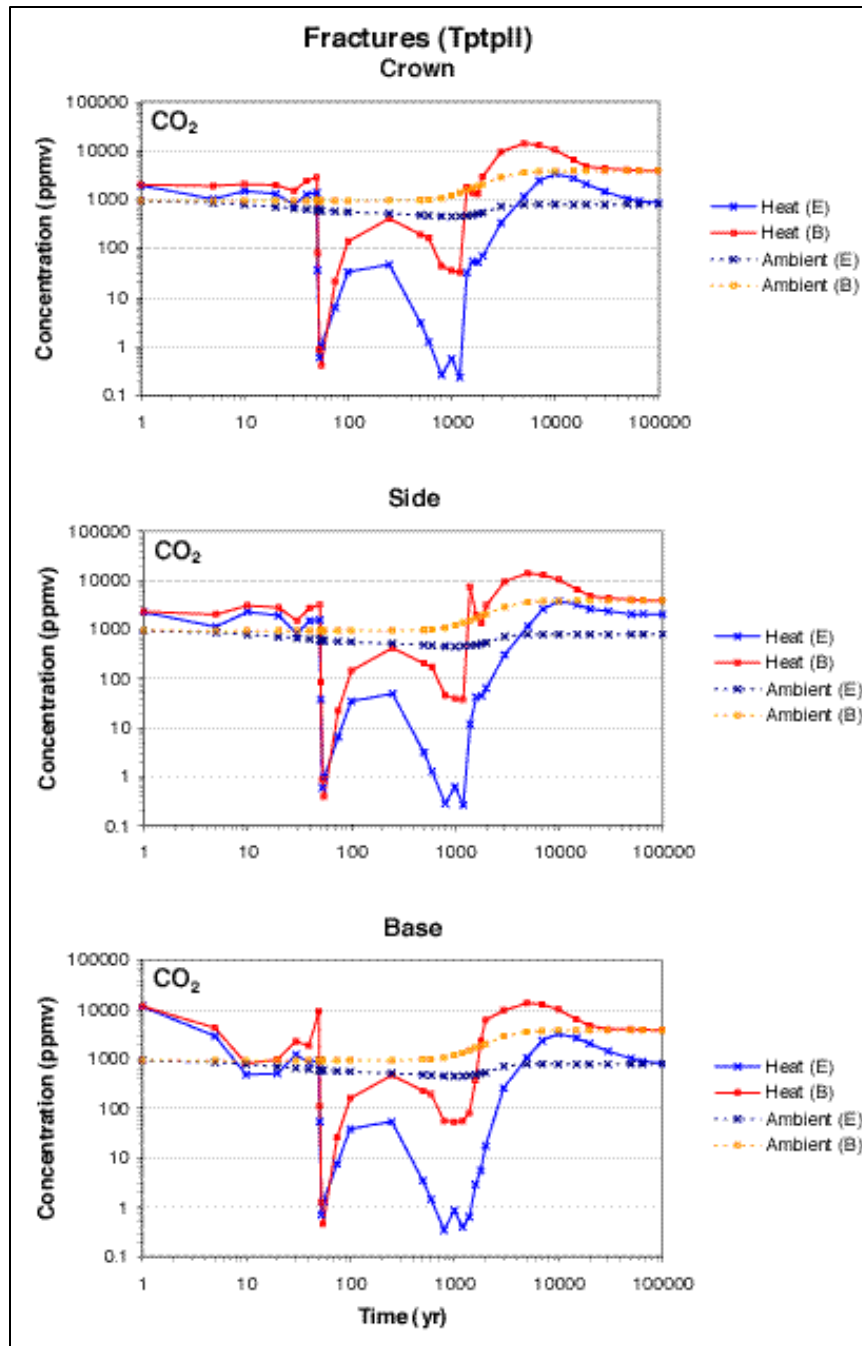 Fractures (Tptpll)
Crown
CO2
100000
10000
1000
100
10
1
0.1
Concentration (ppmv)
1 10 100 1000 10000 100000
Heat (E)
Heat (B)
Ambient (E)
Ambient (B)
Side
CO2
100000
10000
1000
100
10
1
0.1
Concentration (ppmv)
1 10 100 1000 10000 100000
Heat (E)
Heat (B)
Ambient (E)
Ambient (B)
Base
CO2
100000
10000
1000
100
10
1
0.1
Concentration (ppmv)
1 10 100 1000 10000 100000
Time (yr)
Heat (E)
Heat (B)
Ambient (E)
Ambient (B)